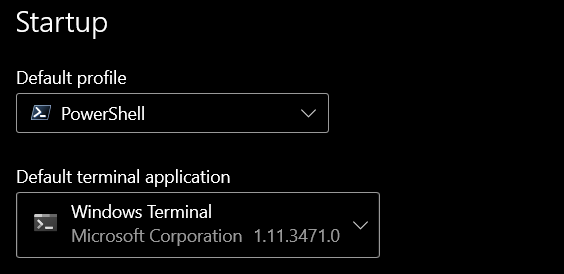 Startup
Default profile
PowerShell
Default terminal application
Windows Terminal
Microsoft Corporation 1.11.3471.0